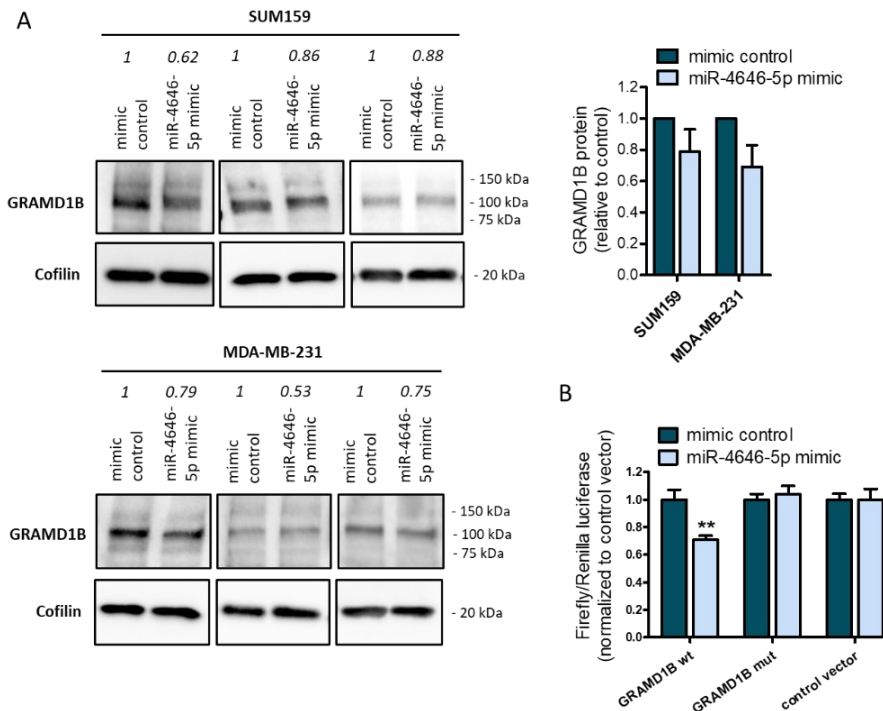 A
SUM159
1 0.62 1 0.86 1 0.88
mimic control
miR-4646-5p mimic
mimic control
miR-4646-5p mimic
mimic control
miR-4646-5p mimic
GRAMD1B
- 150 kDa
- 100 kDa
- 75 kDa
Cofilin
- 20 kDa
mimic control
miR-4646-5p mimic
GRAMD1B protein
(relative to control)
1.2
1.0
0.8
0.6
0.4
0.2
0.0
SUM159
MDA-MB-231
MDA-MB-231
1 0.79 1 0.53 1 0.75
mimic control
miR-4646-5p mimic
mimic control
miR-4646-5p mimic
mimic control
miR-4646-5p mimic
GRAMD1B
- 150 kDa
- 100 kDa
- 75 kDa
Cofilin
- 20 kDa
B
mimic control
miR-4646-5p mimic
Firefly/Renilla luciferase
(normalized to control vector)
1.2
1.0
0.8
0.6
0.4
0.2
0.0
**
GRAMD1B wt
GRAMD1B mut
control vector